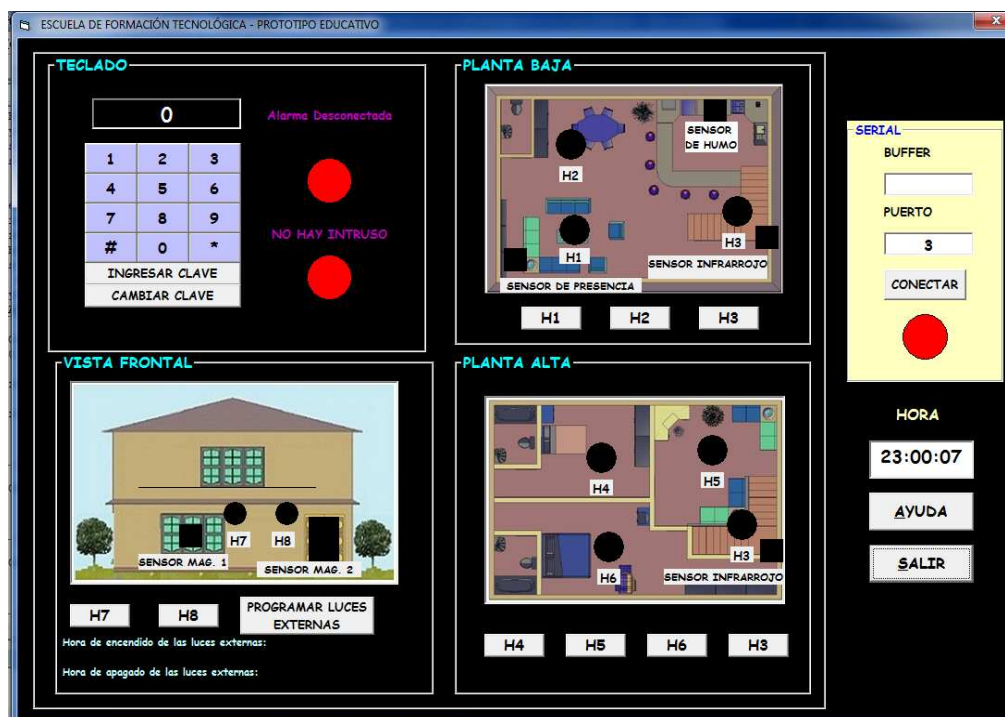 ESCUELA DE FORMACIÓN TECNOLÓGICA - PROTOTIPO EDUCATIVO
TECLADO
0
Alarma Desconectada
1 2 3
4 5 6
7 8 9
# 0 *
INGRESAR CLAVE
CAMBIAR CLAVE
NO HAY INTRUSO
PLANTA BAJA
SENSOR
DE HUMO
H2
H1
H3
SENSOR INFRARROJO
SENSOR DE PRESENCIA
H1 H2 H3
SERIAL
BUFFER
PUERTO
3
CONECTAR
VISTA FRONTAL
H7 H8
SENSOR MAG. 1
SENSOR MAG. 2
H7 H8
PROGRAMAR LUCES
EXTERNAS
Hora de encendido de las luces externas:
Hora de apagado de las luces externas:
PLANTA ALTA
H4
H5
H3
H6
SENSOR INFRARROJO
H4 H5 H6 H3
HORA
23:00:07
AYUDA
SALIR